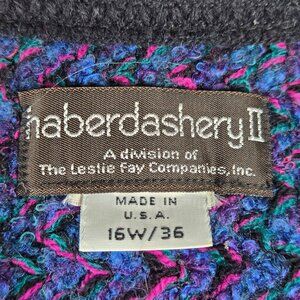 haberdashery II
A division of
The Leslie Fay Companies, Inc.
MADE IN
U.S.A.
16W/36